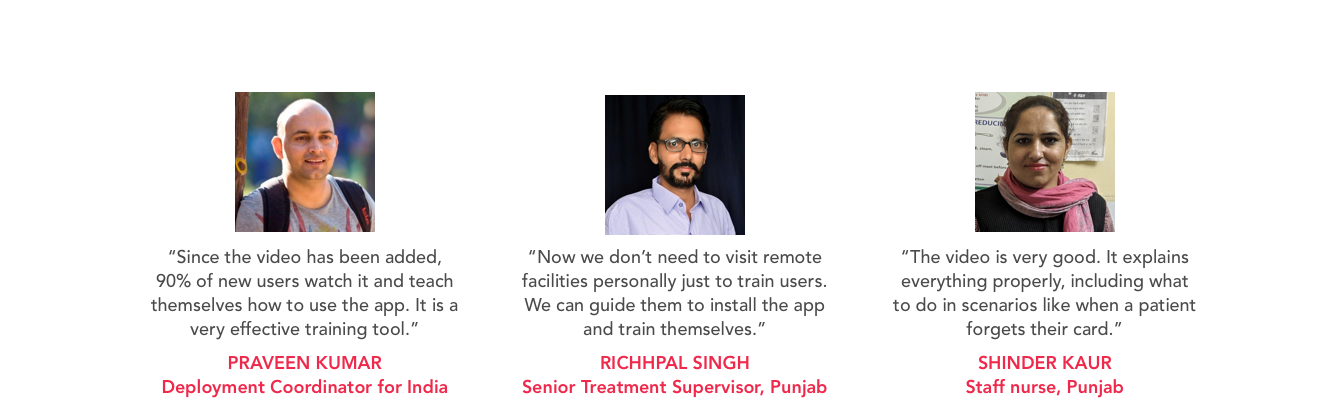 “Since the video has been added,
90% of new users watch it and teach
themselves how to use the app. It is a
very effective training tool.”
PRAVEEN KUMAR
Deployment Coordinator for India
“Now we don’t need to visit remote
facilities personally just to train users.
We can guide them to install the app
and train themselves.”
RICHHPAL SINGH
Senior Treatment Supervisor, Punjab
REDUCIN
“The video is very good. It explains
everything properly, including what
to do in scenarios like when a patient
forgets their card.”
SHINDER KAUR
Staff nurse, Punjab